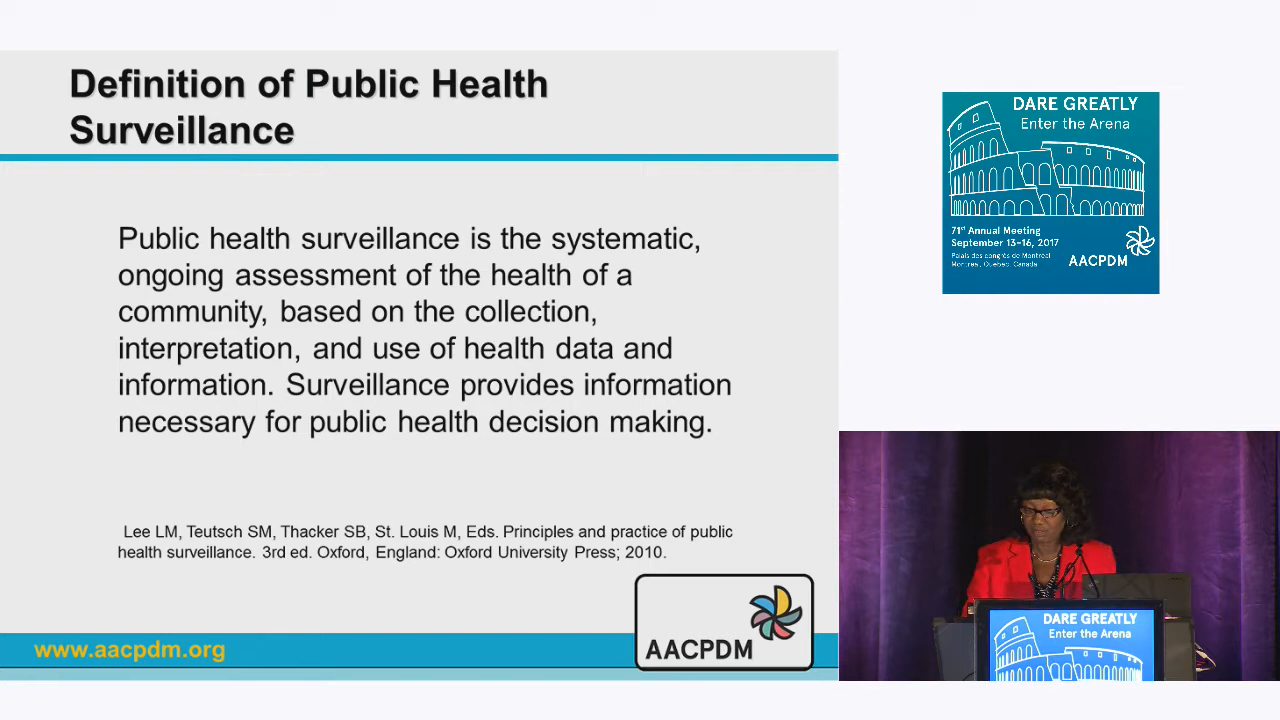 Definition of Public Health
Surveillance
Public health surveillance is the systematic,
ongoing assessment of the health of a
community, based on the collection,
interpretation, and use of health data and
information. Surveillance provides information
necessary for public health decision making.
Lee LM, Teutsch SM, Thacker SB, St. Louis M, Eds. Principles and practice of public
health surveillance. 3rd ed. Oxford, England: Oxford University Press; 2010.
www.aacpdm.org
AACPDM
DARE GREATLY
Enter the Arena
71st Annual Meeting
September 13-16, 2017
Palais des congrès de Montréal
Montréal, Québec, Canada
AACPDM
DARE GREATLY
Enter the Arena